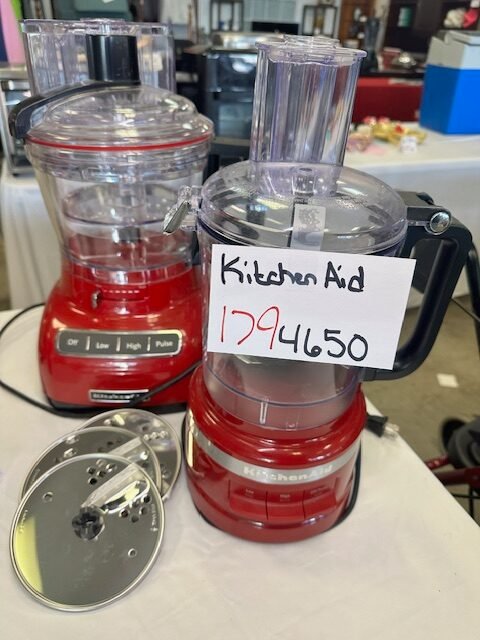 Kitchen Aid
1794650
Off Low High Pulse
KitchenAid
KitchenAid